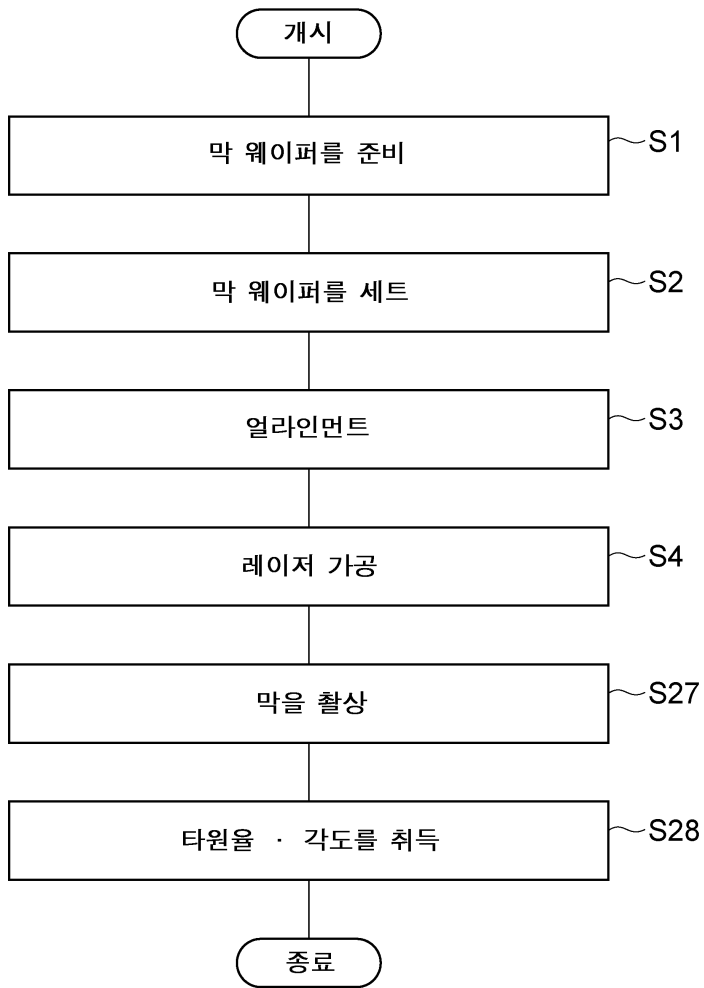 개시
막 웨이퍼를 준비
S1
막 웨이퍼를 세트
S2
얼라인먼트
S3
레이저 가공
S4
막을 촬상
S27
타원율 · 각도를 취득
S28
종료